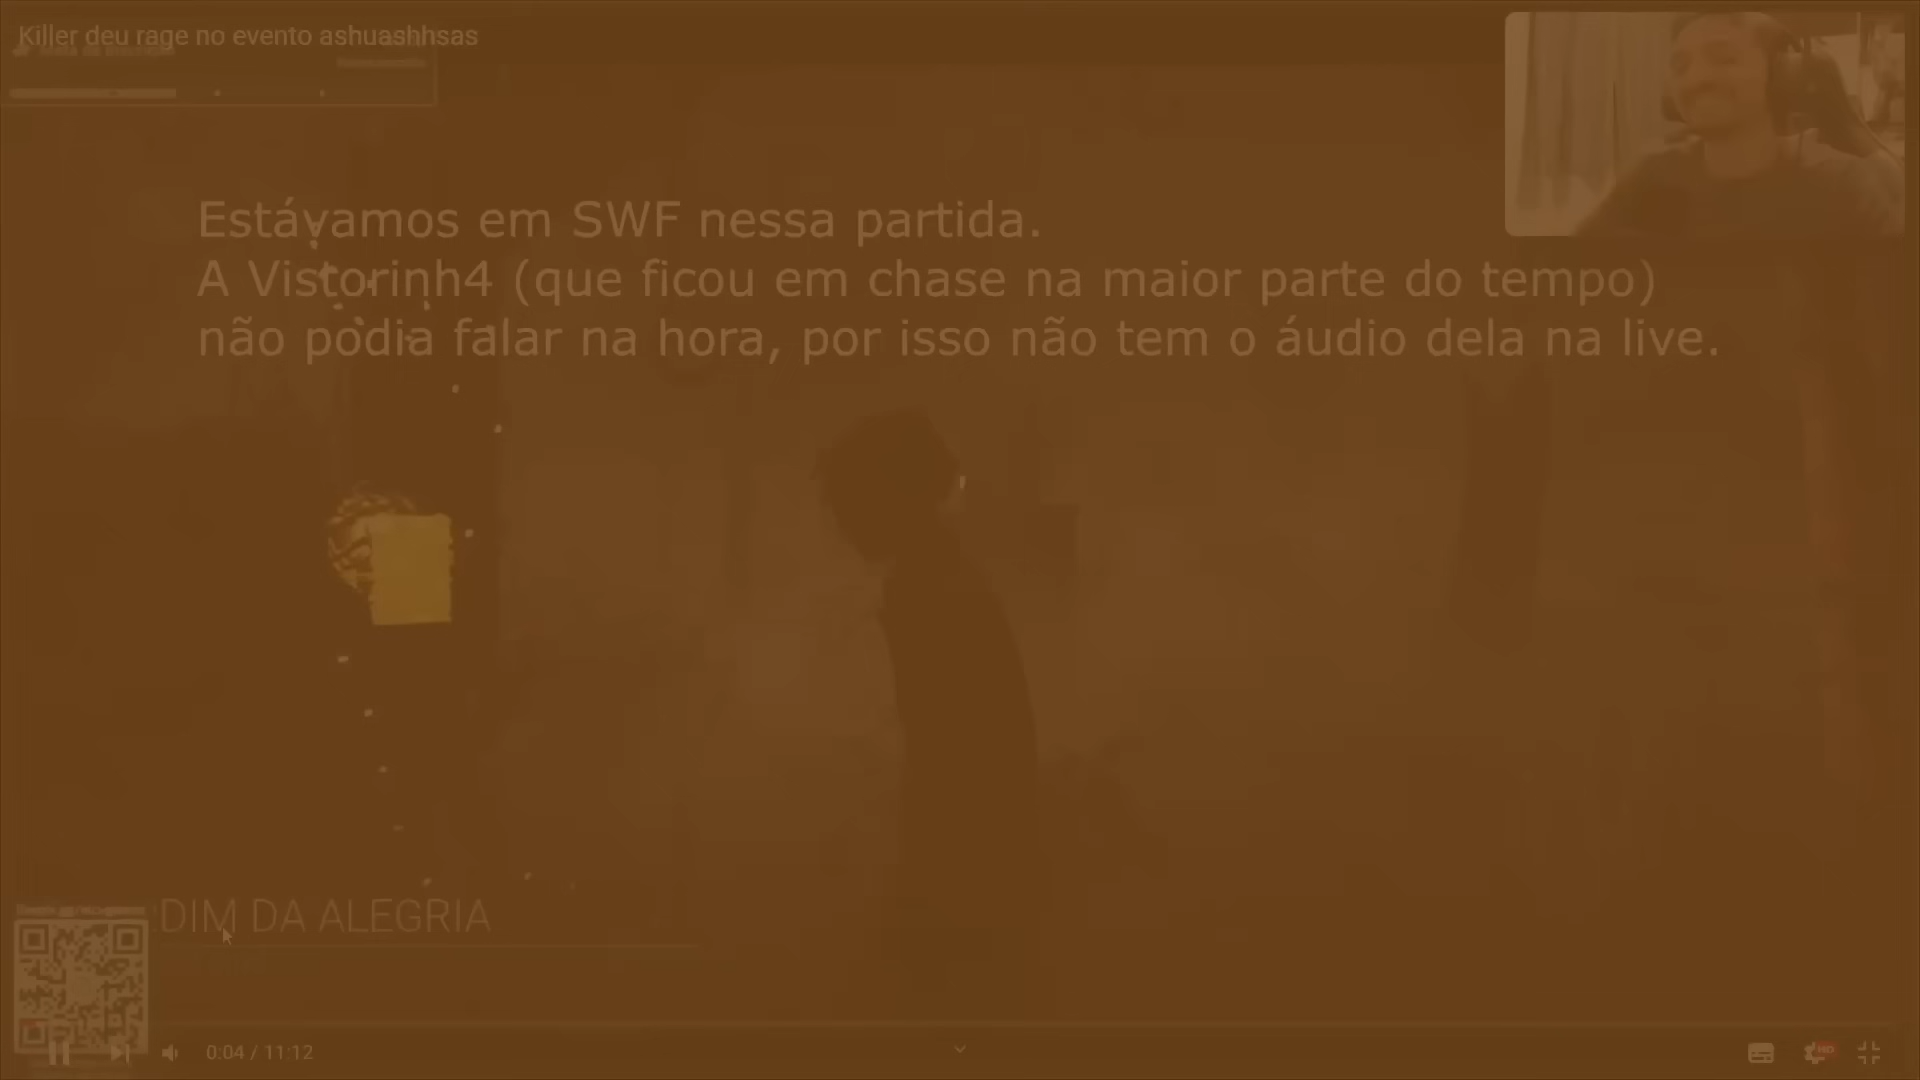 Killer deu rage no evento ashuashhsas
Estávamos em SWF nessa partida.
A Vistorinh4 (que ficou em chase na maior parte do tempo)
não podia falar na hora, por isso não tem o áudio dela na live.
DIM DA ALEGRIA
0:04 / 11:12
HD